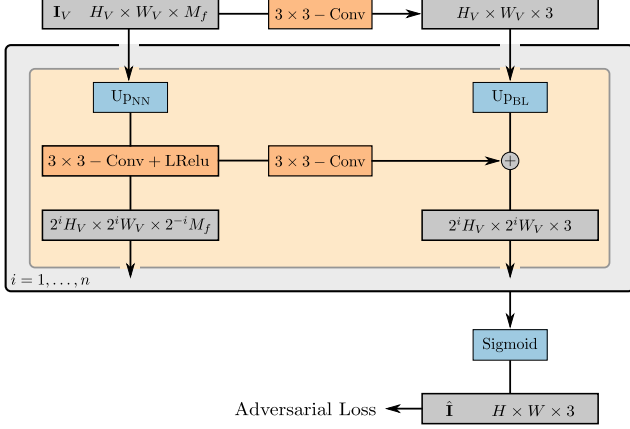 I_V H_V × W_V × M_f 3 × 3 − Conv H_V × W_V × 3
Up_NN Up_BL
3 × 3 − Conv + LRelu 3 × 3 − Conv +
2^i H_V × 2^i W_V × 2^{-i} M_f 2^i H_V × 2^i W_V × 3
i = 1, . . . , n
Sigmoid
Adversarial Loss Î H × W × 3